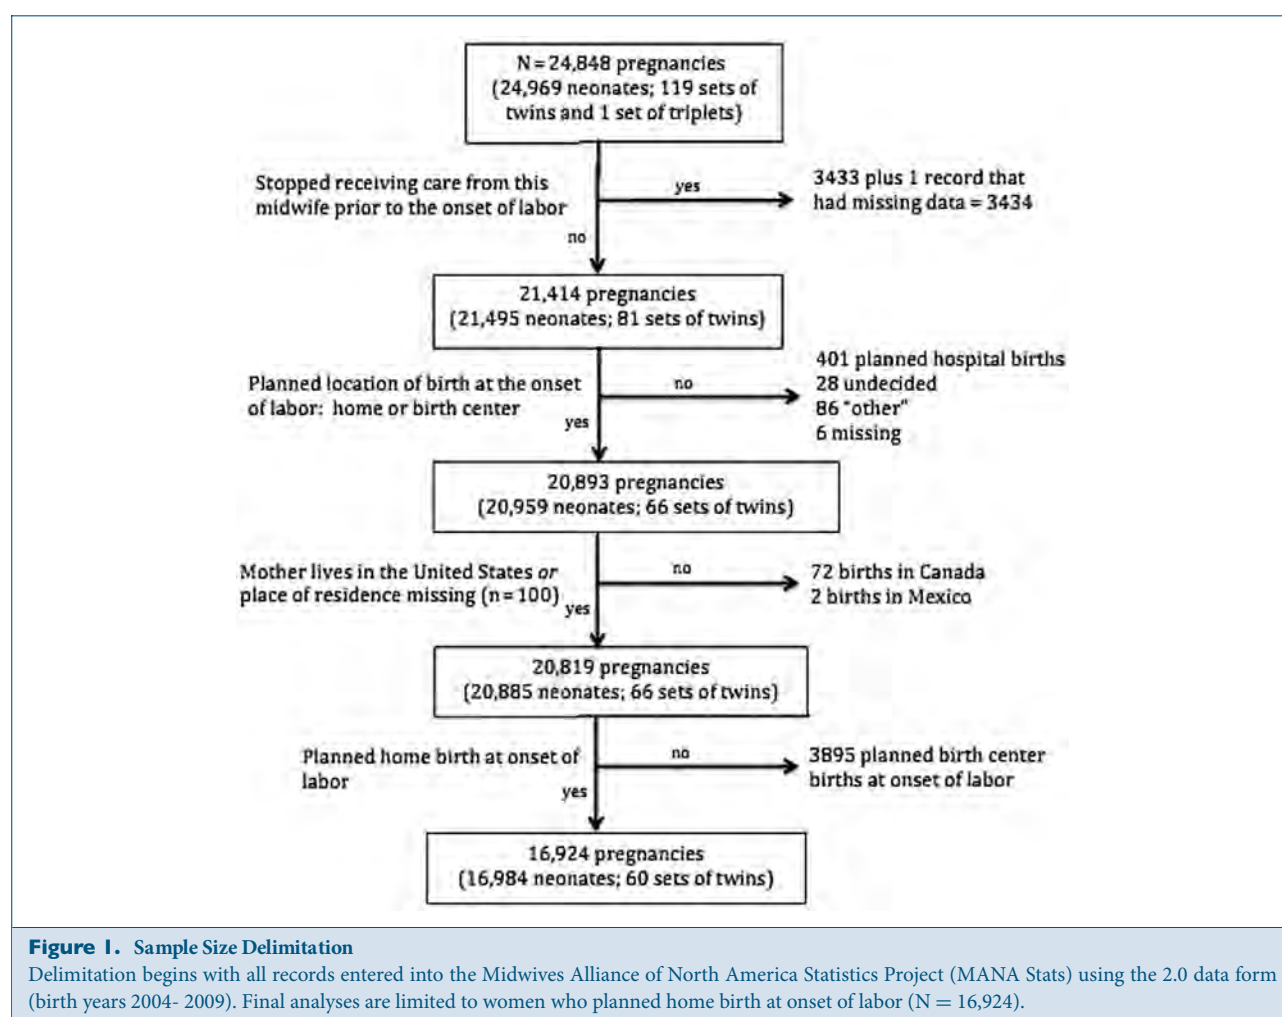 N = 24,848 pregnancies
(24,969 neonates; 119 sets of
twins and 1 set of triplets)
Stopped receiving care from this
midwife prior to the onset of labor
yes
3433 plus 1 record that
had missing data = 3434
no
21,414 pregnancies
(21,495 neonates; 81 sets of twins)
Planned location of birth at the onset
of labor: home or birth center
no
401 planned hospital births
28 undecided
86 "other"
6 missing
yes
20,893 pregnancies
(20,959 neonates; 66 sets of twins)
Mother lives in the United States or
place of residence missing (n = 100)
no
72 births in Canada
2 births in Mexico
yes
20,819 pregnancies
(20,885 neonates; 66 sets of twins)
Planned home birth at onset of
labor
no
3895 planned birth center
births at onset of labor
yes
16,924 pregnancies
(16,984 neonates; 60 sets of twins)
Figure 1. Sample Size Delimitation
Delimitation begins with all records entered into the Midwives Alliance of North America Statistics Project (MANA Stats) using the 2.0 data form
(birth years 2004- 2009). Final analyses are limited to women who planned home birth at onset of labor (N = 16,924).